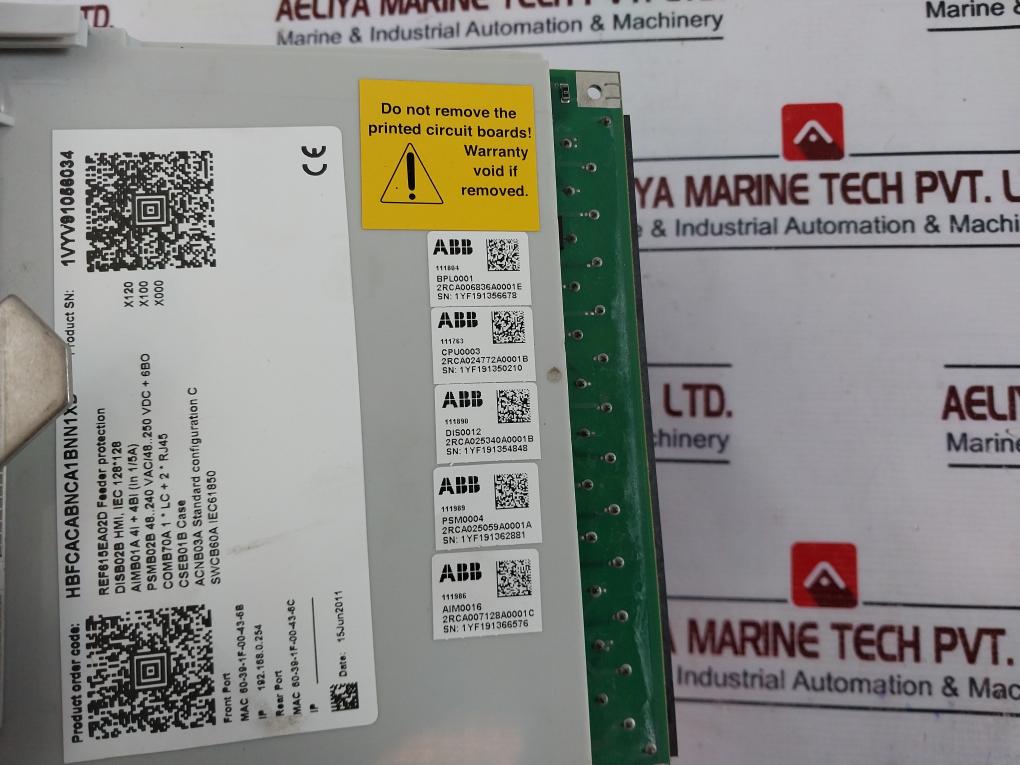 AELIYA MARINE TECH PVT LTD
Marine & Industrial Automation & Machinery
Marine &
LTD.
Do not remove the
printed circuit boards!
Warranty
void if
removed.
CE
Product SN:
1VYV91066034
X120
X100
X000
Product order code:
HBFCACABNCA1BNN1X
REF615EA02D Feeder protection
DISB02B HMI, IEC 128*128
AIMB01A 4I + 4BI (In 1/5A)
PSMB02B 48..240 VAC/48..250 VDC + 6BO
COMB70A 1 * LC + 2 * RJ45
CSEB01B Case
ACNB03A Standard configuration C
SWCB60A IEC61850
Front Port
MAC 60-39-1F-00-43-6B
IP 192.168.0.254
Rear Port
MAC 60-39-1F-00-43-6C
IP
Date: 15Jun2011
ABB
111804
BPL0001
2RCA006836A0001E
SN: 1YF191356678
ABB
111763
CPU0003
2RCA024772A0001B
SN: 1YF191350210
ABB
111890
DIS0012
2RCA025340A0001B
SN: 1YF191354848
ABB
111989
PSM0004
2RCA025059A0001A
SN: 1YF191362881
ABB
111986
AIM0016
2RCA007128A0001C
SN: 1YF191366576
E
YA MARINE TECH PVT. L
& Industrial Automation & Machi
LTD.
chinery
AELI
Marine
MARINE TECH PVT.
Industrial Automation & Mac